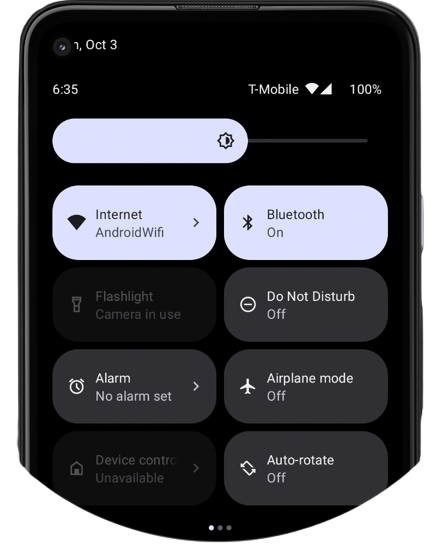 , Oct 3
6:35 T-Mobile 100%
Internet
AndroidWifi
Bluetooth
On
Flashlight
Camera in use
Do Not Disturb
Off
Alarm
No alarm set
Airplane mode
Off
Device contro
Unavailable
Auto-rotate
Off